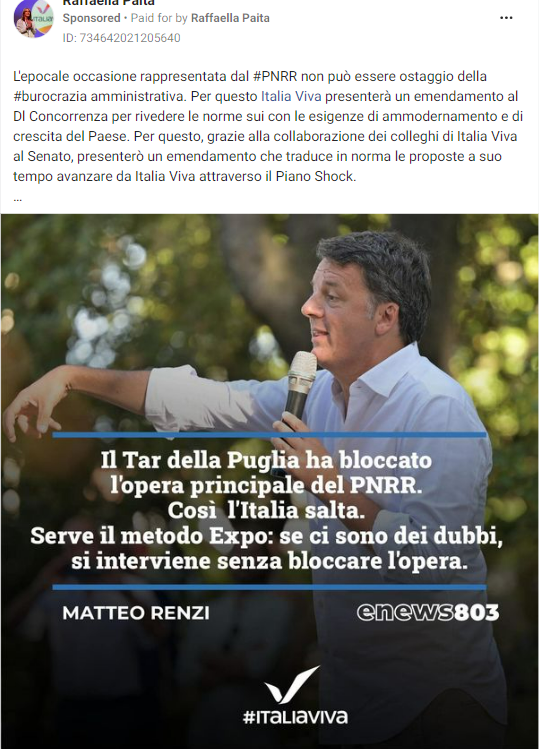 Raffaella Paita
Sponsored • Paid for by Raffaella Paita
ID: 734642021205640
L'epocale occasione rappresentata dal #PNRR non può essere ostaggio della
#burocrazia amministrativa. Per questo Italia Viva presenterà un emendamento al
Dl Concorrenza per rivedere le norme sui con le esigenze di ammodernamento e di
crescita del Paese. Per questo, grazie alla collaborazione dei colleghi di Italia Viva
al Senato, presenterò un emendamento che traduce in norma le proposte a suo
tempo avanzare da Italia Viva attraverso il Piano Shock.
...
Il Tar della Puglia ha bloccato
l'opera principale del PNRR.
Così l'Italia salta.
Serve il metodo Expo: se ci sono dei dubbi,
si interviene senza bloccare l'opera.
MATTEO RENZI enews803
#ITALIAVIVA